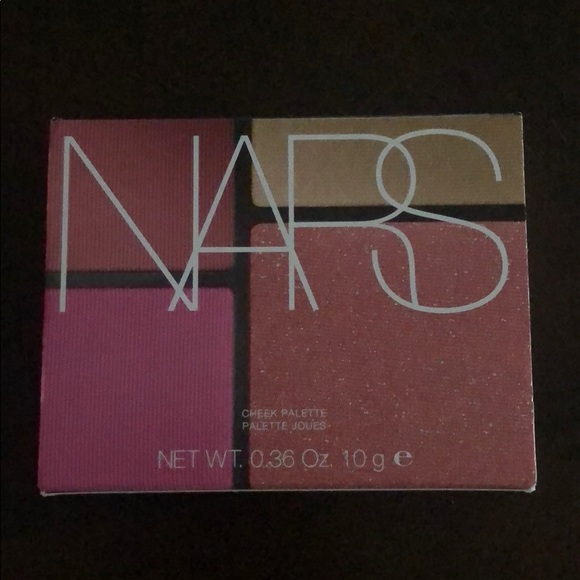 NARS
CHEEK PALETTE
PALETTE JOUES
NET WT. 0.36 Oz. 10 g ℮